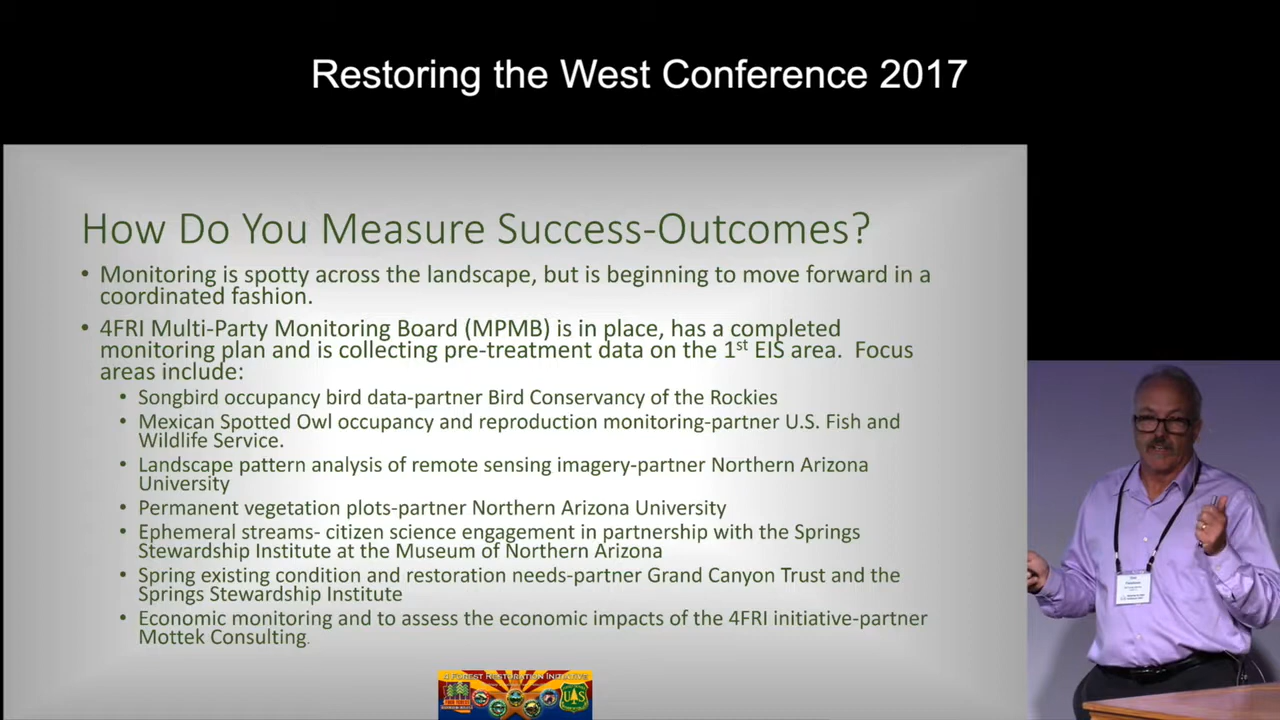 Restoring the West Conference 2017
How Do You Measure Success-Outcomes?
• Monitoring is spotty across the landscape, but is beginning to move forward in a
coordinated fashion.
• 4FRI Multi-Party Monitoring Board (MPMB) is in place, has a completed
monitoring plan and is collecting pre-treatment data on the 1st EIS area. Focus
areas include:
• Songbird occupancy bird data-partner Bird Conservancy of the Rockies
• Mexican Spotted Owl occupancy and reproduction monitoring-partner U.S. Fish and
Wildlife Service.
• Landscape pattern analysis of remote sensing imagery-partner Northern Arizona
University
• Permanent vegetation plots-partner Northern Arizona University
• Ephemeral streams- citizen science engagement in partnership with the Springs
Stewardship Institute at the Museum of Northern Arizona
• Spring existing condition and restoration needs-partner Grand Canyon Trust and the
Springs Stewardship Institute
• Economic monitoring and to assess the economic impacts of the 4FRI initiative-partner
Mottek Consulting.
4 FOREST RESTORATION INITIATIVE
U S